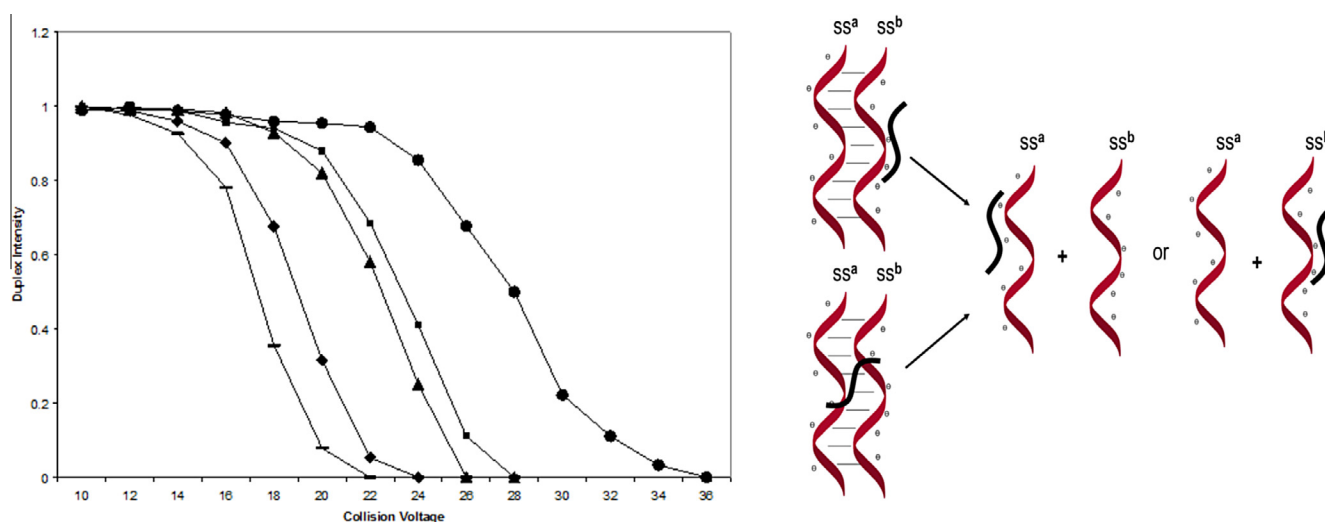 1.2
1
0.8
0.6
0.4
0.2
0
Duplex Intensity
10 12 14 16 18 20 22 24 26 28 30 32 34 36
Collision Voltage
SSᵃ SSᵇ
SSᵃ SSᵇ
SSᵃ SSᵇ SSᵃ SSᵇ
+ or +